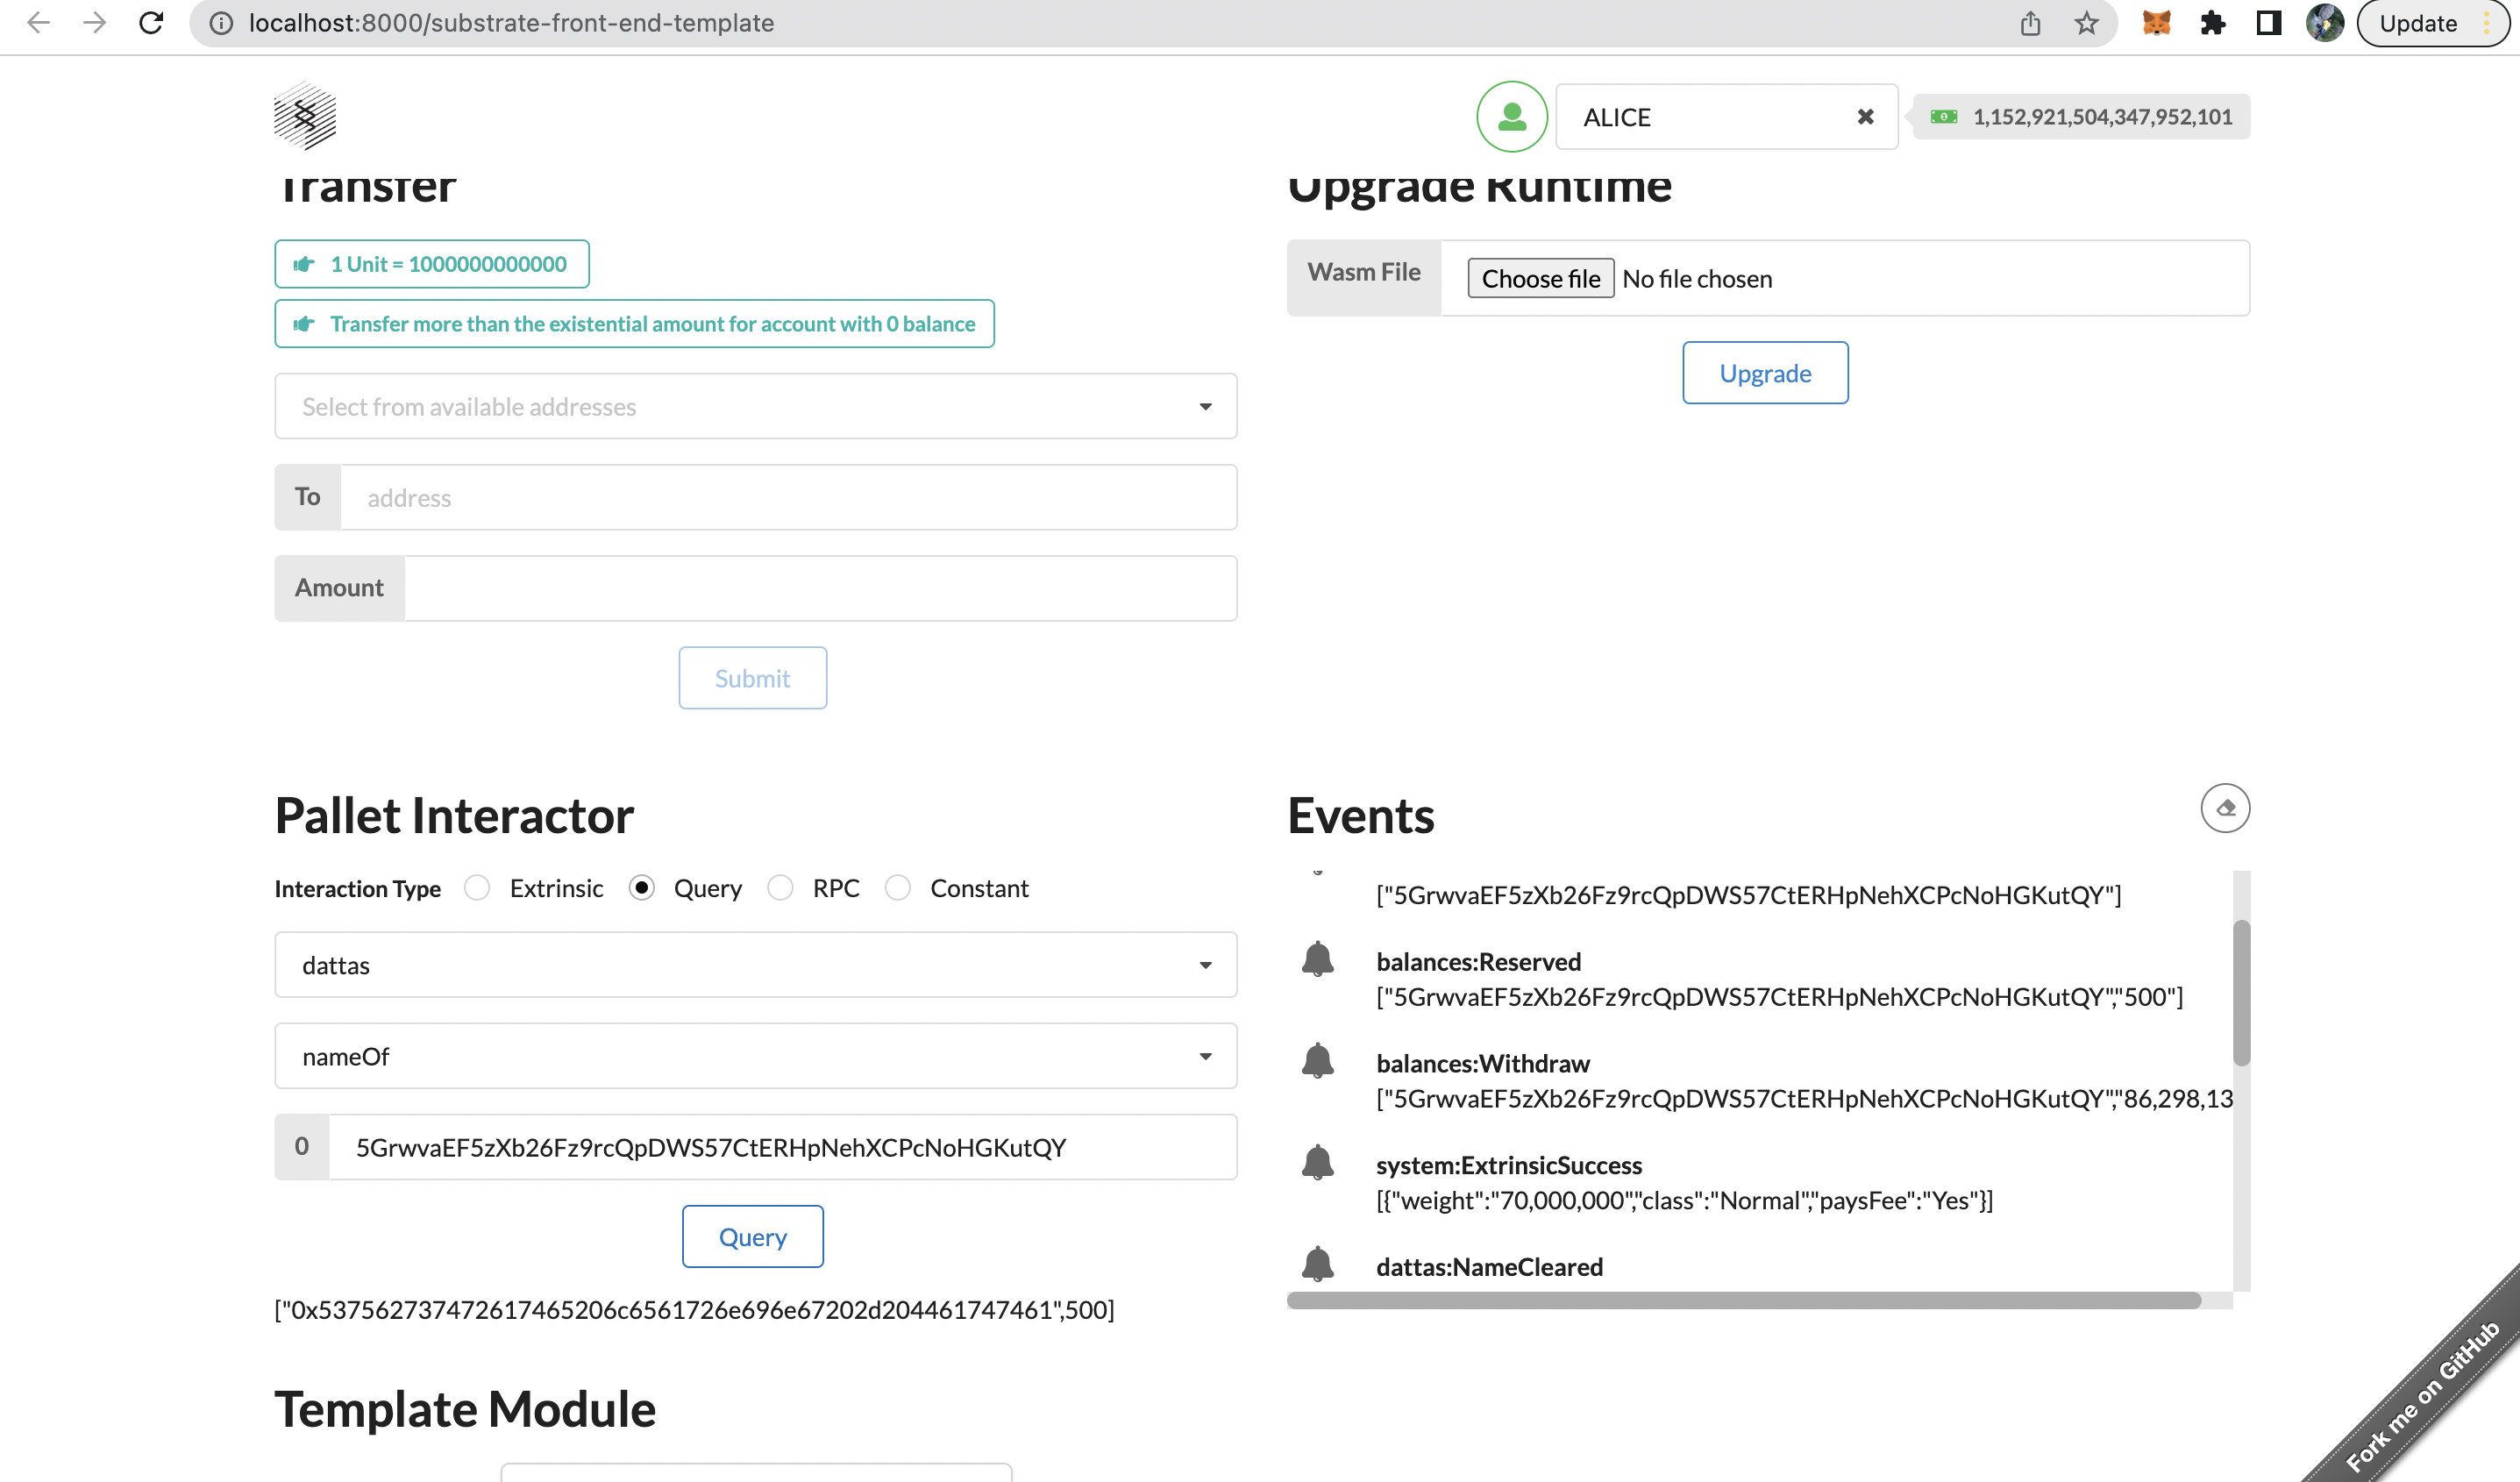 localhost:8000/substrate-front-end-template
Update
ALICE
1,152,921,504,347,952,101
Transfer
1 Unit = 1000000000000
Transfer more than the existential amount for account with 0 balance
Select from available addresses
To
address
Amount
Submit
Upgrade Runtime
Wasm File
Choose file
No file chosen
Upgrade
Pallet Interactor
Interaction Type
Extrinsic
Query
RPC
Constant
dattas
nameOf
0
5GrwvaEF5zXb26Fz9rcQpDWS57CtERHpNehXCPcNoHGKutQY
Query
["0x5375627374726174652​06c6561726e696e67202d204461747461",500]
Template Module
Events
["5GrwvaEF5zXb26Fz9rcQpDWS57CtERHpNehXCPcNoHGKutQY"]
balances:Reserved
["5GrwvaEF5zXb26Fz9rcQpDWS57CtERHpNehXCPcNoHGKutQY","500"]
balances:Withdraw
["5GrwvaEF5zXb26Fz9rcQpDWS57CtERHpNehXCPcNoHGKutQY","86,298,13
system:ExtrinsicSuccess
[{"weight":"70,000,000","class":"Normal","paysFee":"Yes"}]
dattas:NameCleared
Fork me on GitHub